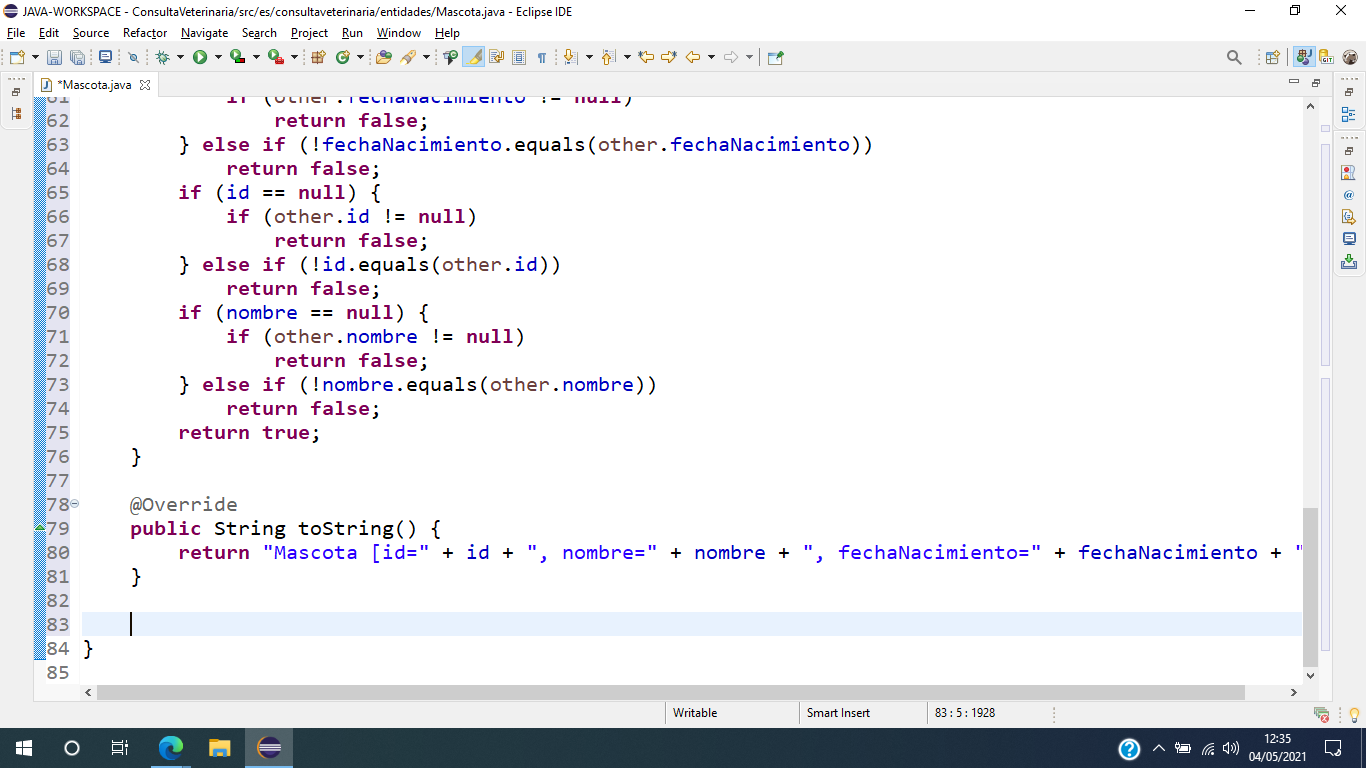 JAVA-WORKSPACE - ConsultaVeterinaria/src/es/consultaveterinaria/entidades/Mascota.java - Eclipse IDE
File Edit Source Refactor Navigate Search Project Run Window Help
*Mascota.java
61 if (other.fechaNacimiento != null)
62 return false;
63 } else if (!fechaNacimiento.equals(other.fechaNacimiento))
64 return false;
65 if (id == null) {
66 if (other.id != null)
67 return false;
68 } else if (!id.equals(other.id))
69 return false;
70 if (nombre == null) {
71 if (other.nombre != null)
72 return false;
73 } else if (!nombre.equals(other.nombre))
74 return false;
75 return true;
76 }
77
78 @Override
79 public String toString() {
80 return "Mascota [id=" + id + ", nombre=" + nombre + ", fechaNacimiento=" + fechaNacimiento + "
81 }
82
83
84 }
85
Writable Smart Insert 83 : 5 : 1928
12:35
04/05/2021